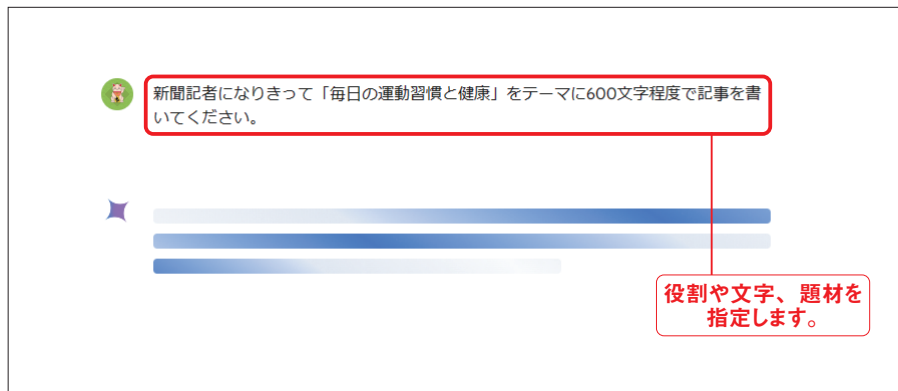 新聞記者になりきって「毎日の運動習慣と健康」をテーマに600文字程度で記事を書
いてください。
役割や文字、題材を
指定します。